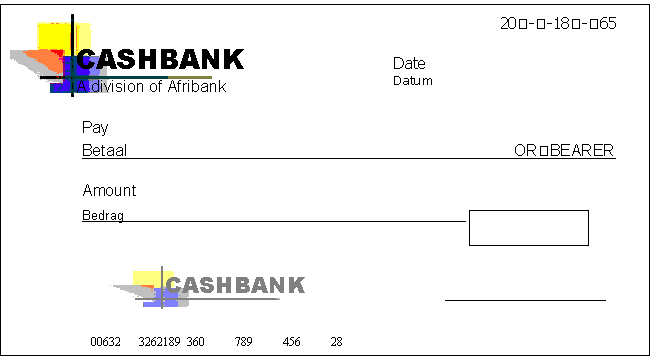 20□-□-18□-□65
CASHBANK
A division of Afribank
Date
Datum
Pay
Betaal OR□BEARER
Amount
Bedrag
CASHBANK
00632 3262189 360 789 456 28